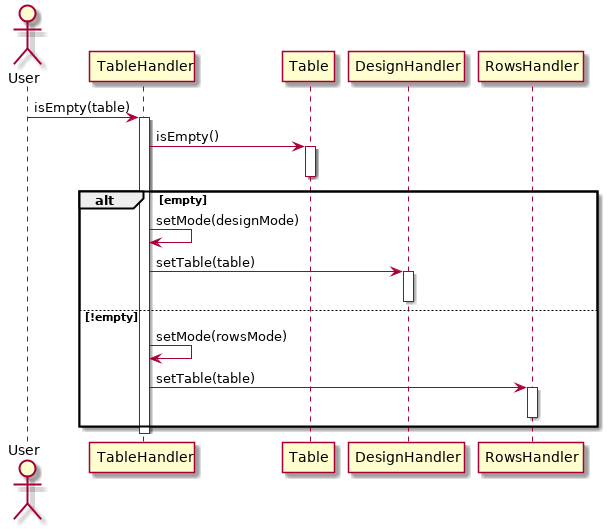 User
TableHandler
Table
DesignHandler
RowsHandler
isEmpty(table)
isEmpty()
alt
[empty]
setMode(designMode)
setTable(table)
[!empty]
setMode(rowsMode)
setTable(table)
User
TableHandler
Table
DesignHandler
RowsHandler